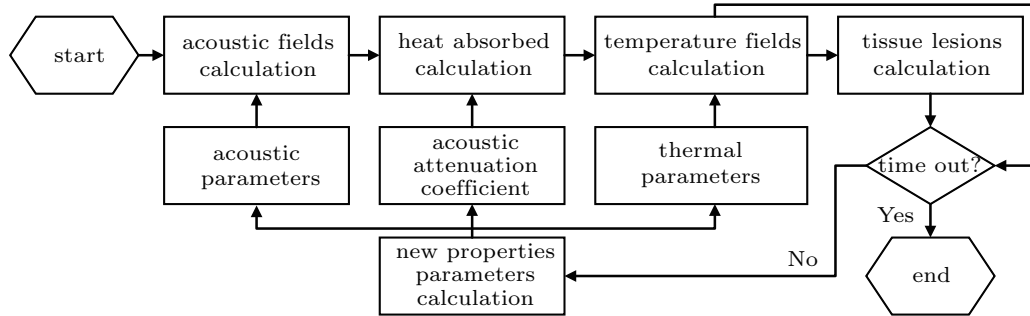 start
acoustic fields
calculation
heat absorbed
calculation
temperature fields
calculation
tissue lesions
calculation
acoustic
parameters
acoustic
attenuation
coefficient
thermal
parameters
time out?
Yes
No
new properties
parameters
calculation
end